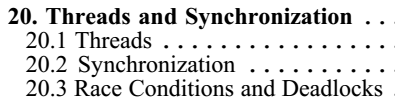 20. Threads and Synchronization . . .
20.1 Threads . . . . . . . . . . . . . . . . . .
20.2 Synchronization . . . . . . . . . . .
20.3 Race Conditions and Deadlocks .